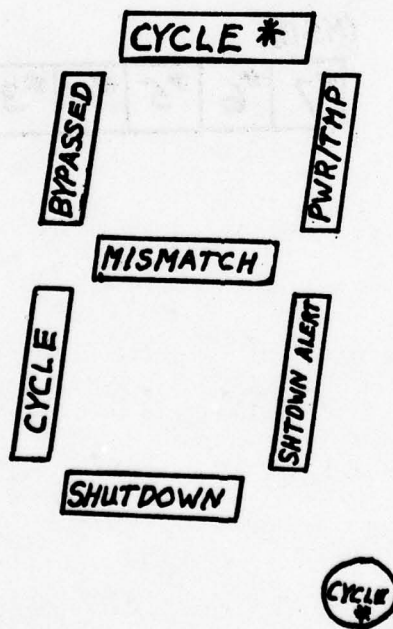 CYCLE *
BYPASSED
PWR/TMP
MISMATCH
CYCLE
SHTDOWN ALERT
SHUTDOWN
CYCLE
*